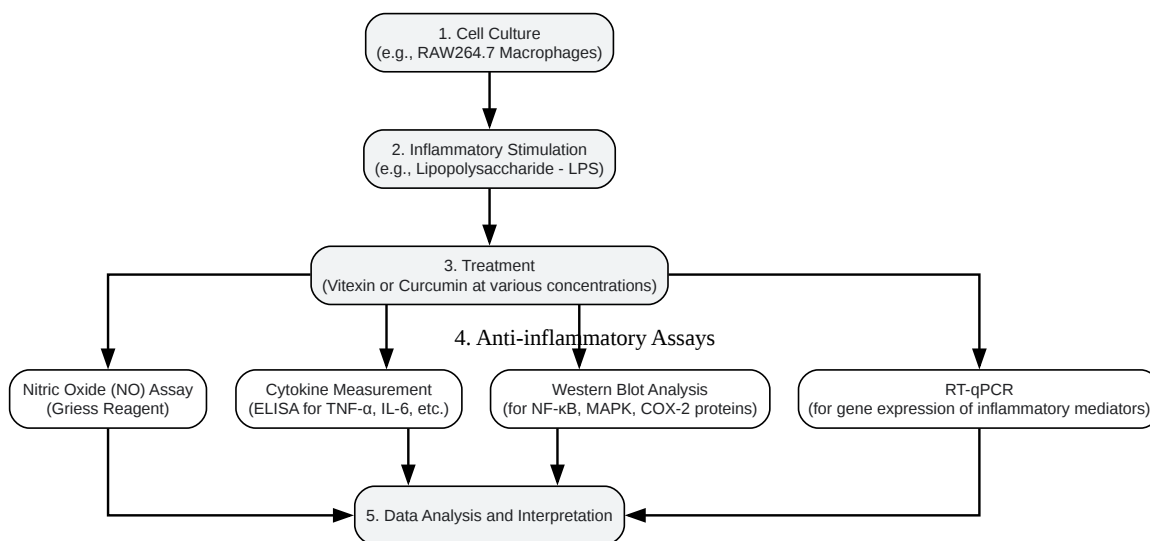 1. Cell Culture
(e.g., RAW264.7 Macrophages)
2. Inflammatory Stimulation
(e.g., Lipopolysaccharide - LPS)
3. Treatment
(Vitexin or Curcumin at various concentrations)
4. Anti-inflammatory Assays
Nitric Oxide (NO) Assay
(Griess Reagent)
Cytokine Measurement
(ELISA for TNF-α, IL-6, etc.)
Western Blot Analysis
(for NF-κB, MAPK, COX-2 proteins)
RT-qPCR
(for gene expression of inflammatory mediators)
5. Data Analysis and Interpretation